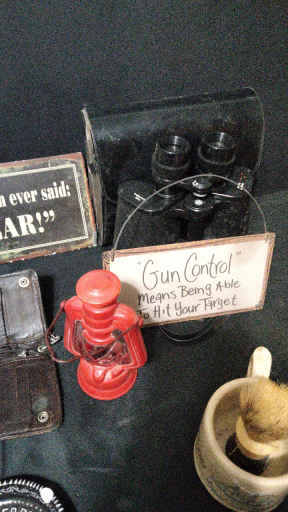 n ever said:
AR!"
"Gun Control"
Means Being Able
To Hit Your Target